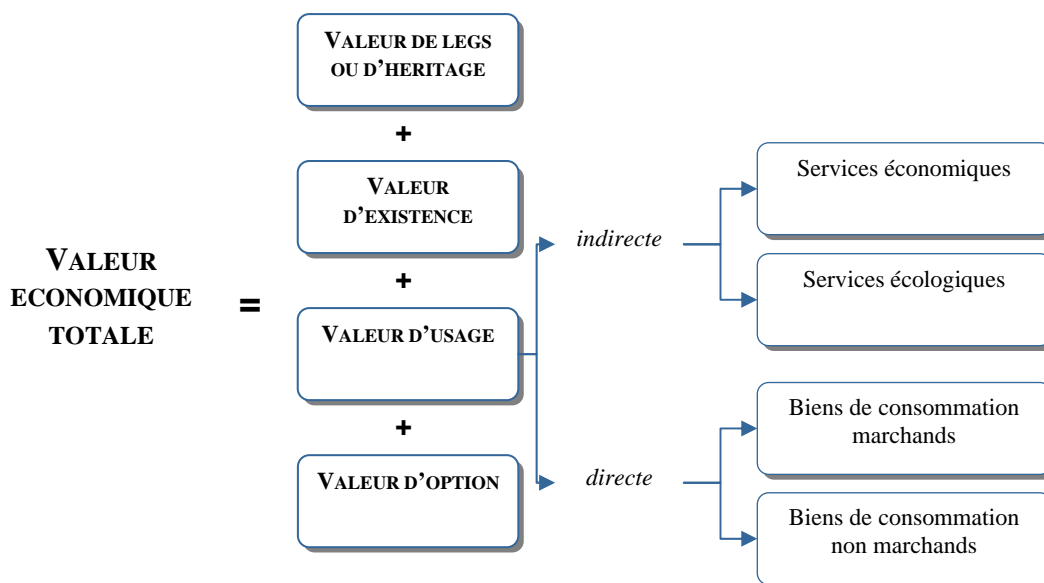 VALEUR
ECONOMIQUE
TOTALE
=
VALEUR DE LEGS
OU D'HERITAGE
+
VALEUR
D'EXISTENCE
+
VALEUR D'USAGE
+
VALEUR D'OPTION
indirecte
Services économiques
Services écologiques
directe
Biens de consommation
marchands
Biens de consommation
non marchands